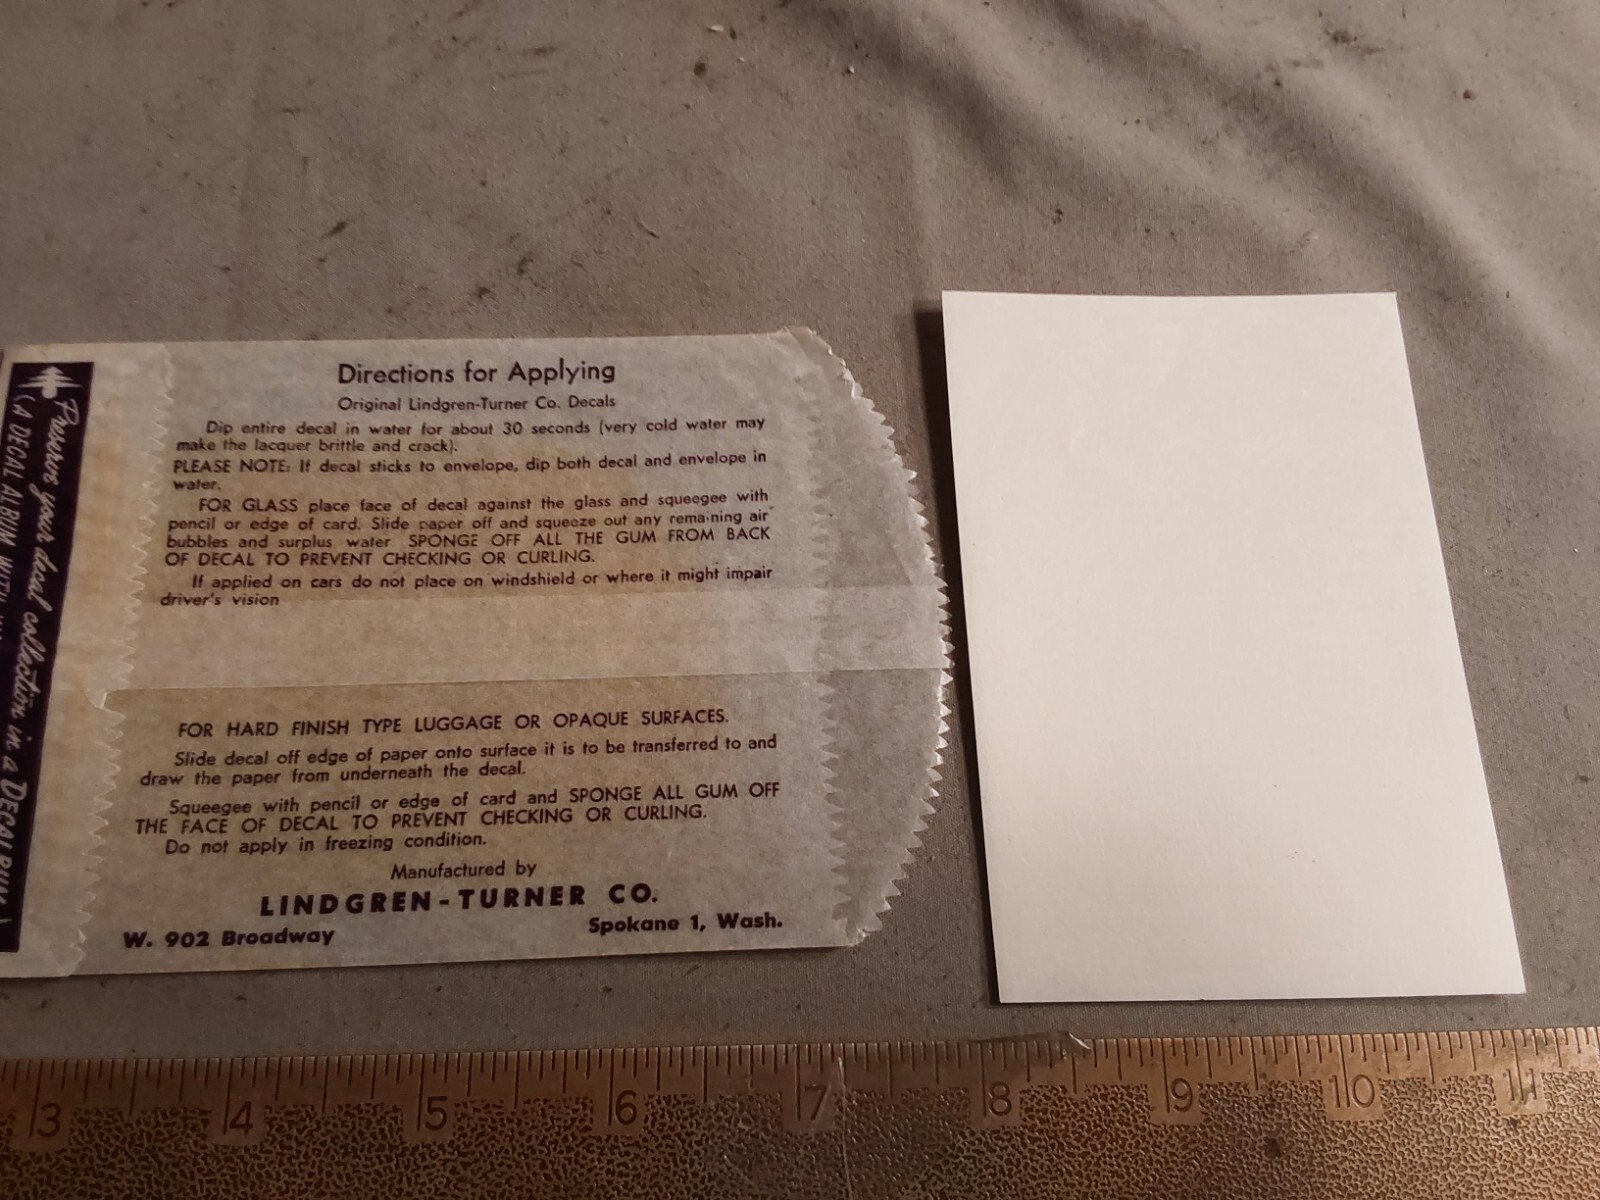 Directions for Applying
Original Lindgren-Turner Co. Decals
Dip entire decal in water for about 30 seconds (very cold water may
make the lacquer brittle and crack).
PLEASE NOTE: If decal sticks to envelope, dip both decal and envelope in
water.
FOR GLASS place face of decal against the glass and squeegee with
pencil or edge of card. Slide paper off and squeeze out any remaining air
bubbles and surplus water SPONGE OFF ALL THE GUM FROM BACK
OF DECAL TO PREVENT CHECKING OR CURLING.
If applied on cars do not place on windshield or where it might impair
driver's vision
FOR HARD FINISH TYPE LUGGAGE OR OPAQUE SURFACES.
Slide decal off edge of paper onto surface it is to be transferred to and
draw the paper from underneath the decal.
Squeegee with pencil or edge of card and SPONGE ALL GUM OFF
THE FACE OF DECAL TO PREVENT CHECKING OR CURLING.
Do not apply in freezing condition.
Manufactured by
LINDGREN-TURNER CO.
W. 902 Broadway Spokane 1, Wash.
Preserve your decal collection in a DECALBUM
(A DECAL ALBUM WITH
3 4 5 6 7 8 9 10 11